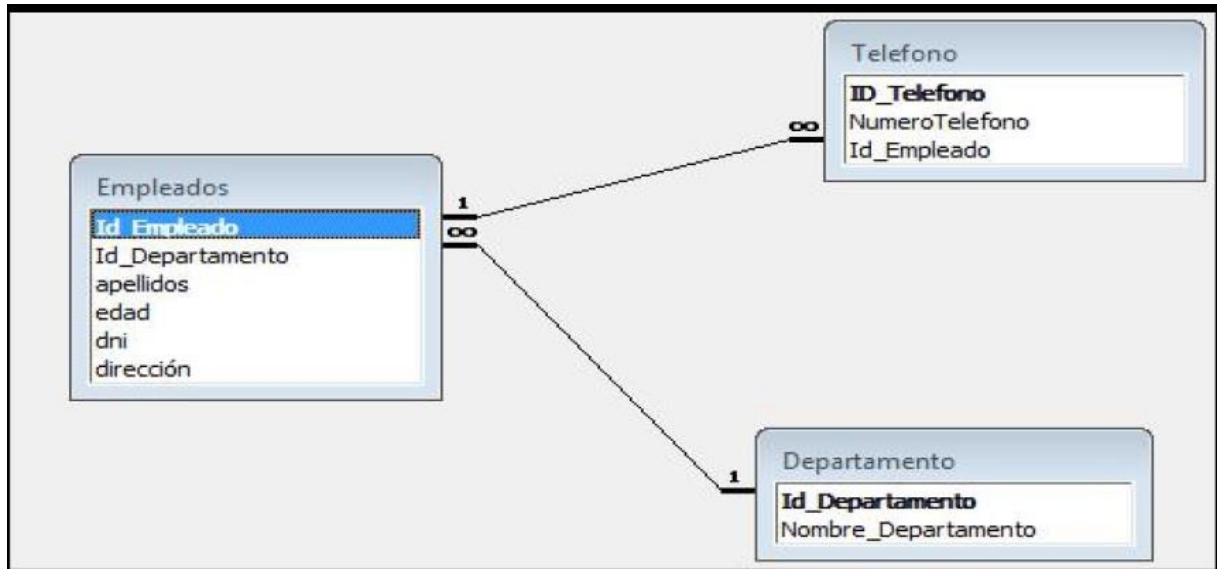 Telefono
ID_Telefono
NumeroTelefono
Id_Empleado
∞
Empleados
Id_Empleado
Id_Departamento
apellidos
edad
dni
dirección
1
∞
Departamento
Id_Departamento
Nombre_Departamento
1